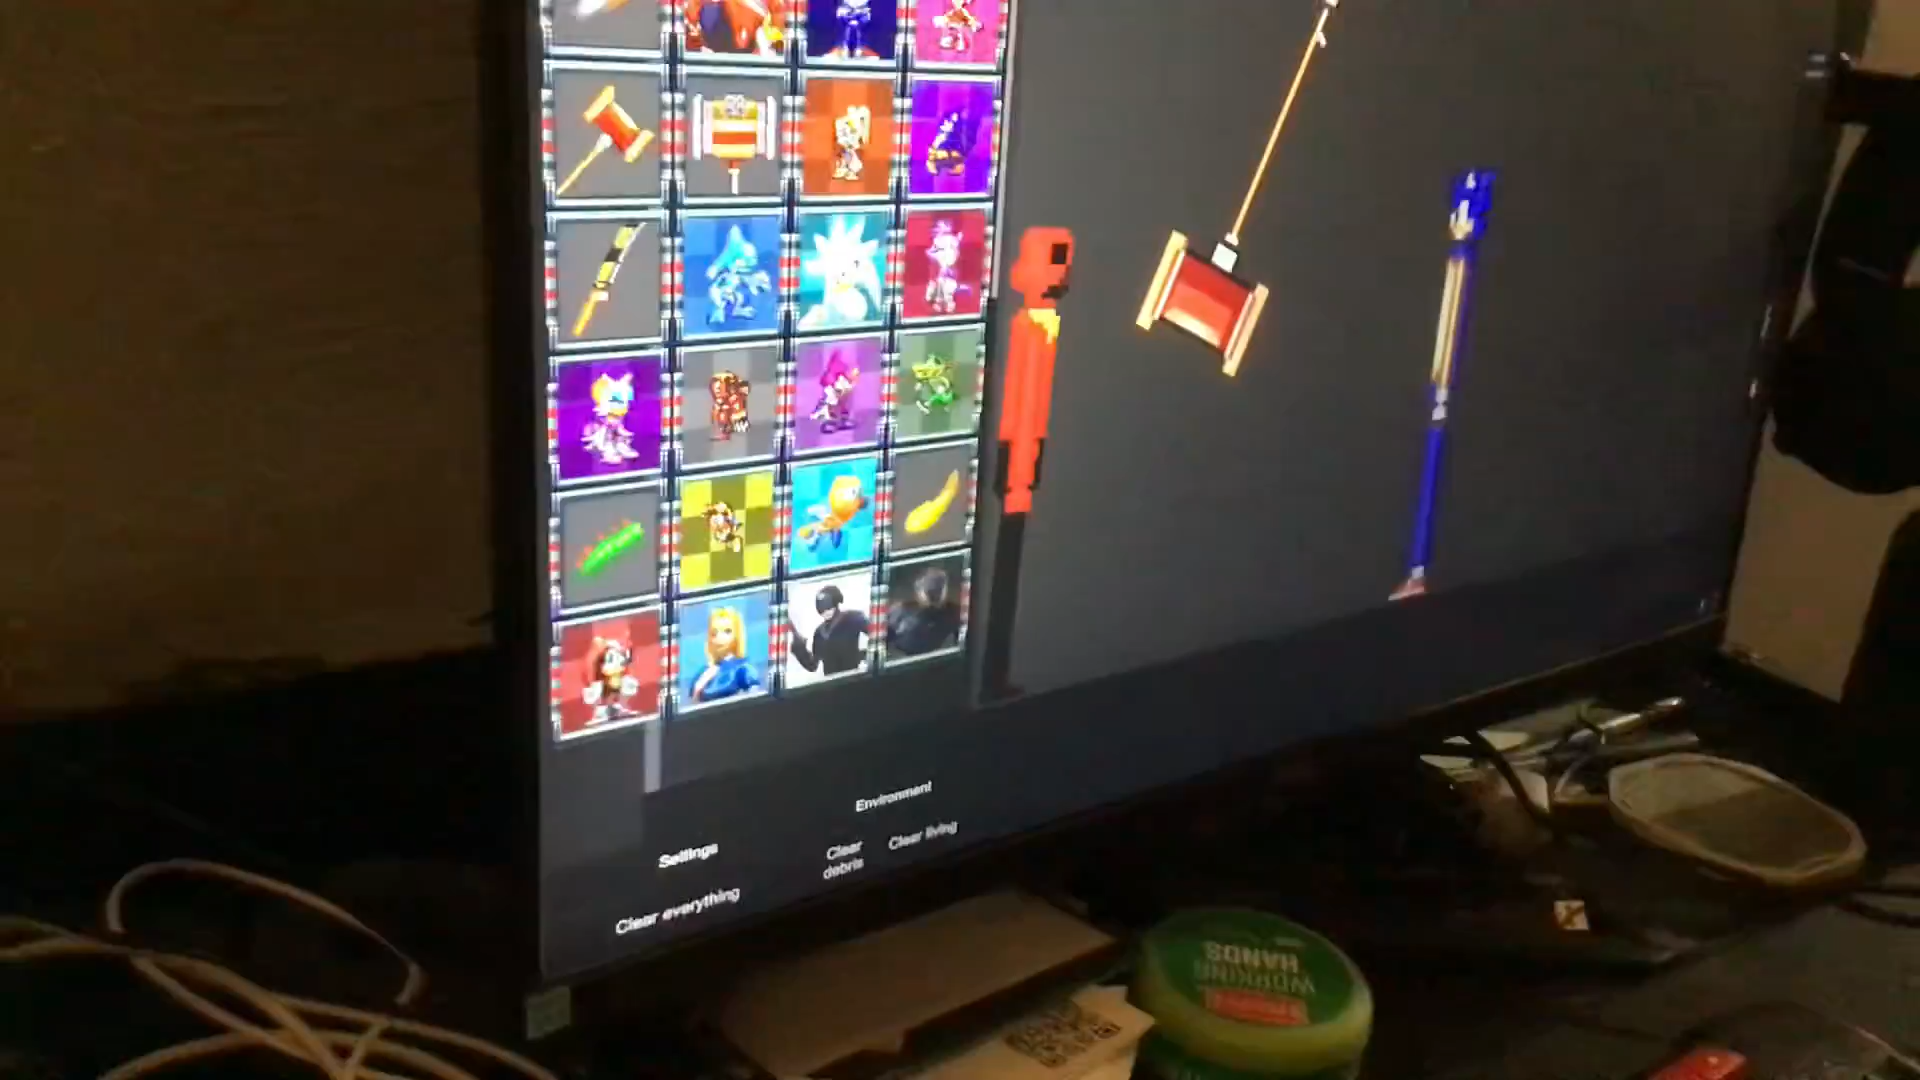 Environment
Settings
Clear
debris
Clear living
Clear everything
WORKING
HANDS